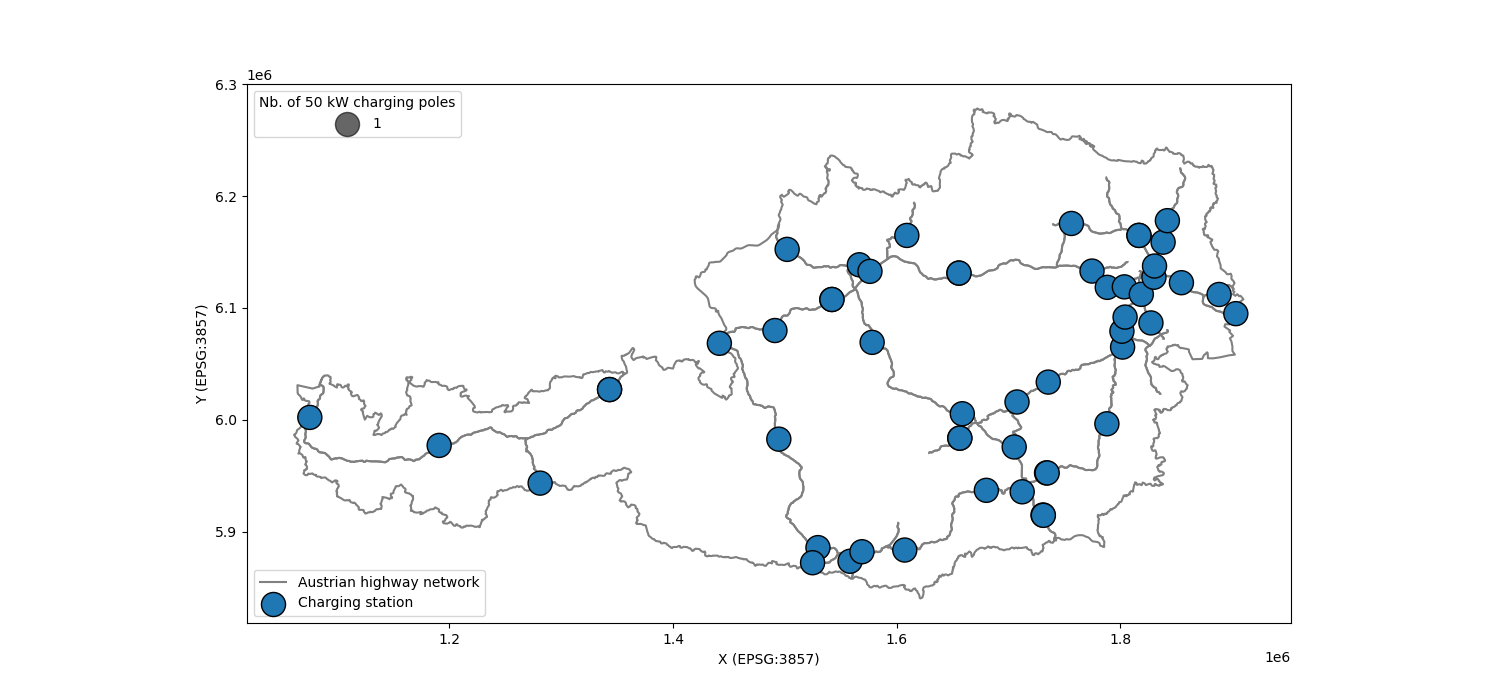 1e6
6.3
6.2
6.1
6.0
5.9
Y (EPSG:3857)
Nb. of 50 kW charging poles
1
Austrian highway network
Charging station
1.2 1.4 1.6 1.8
1e6
X (EPSG:3857)